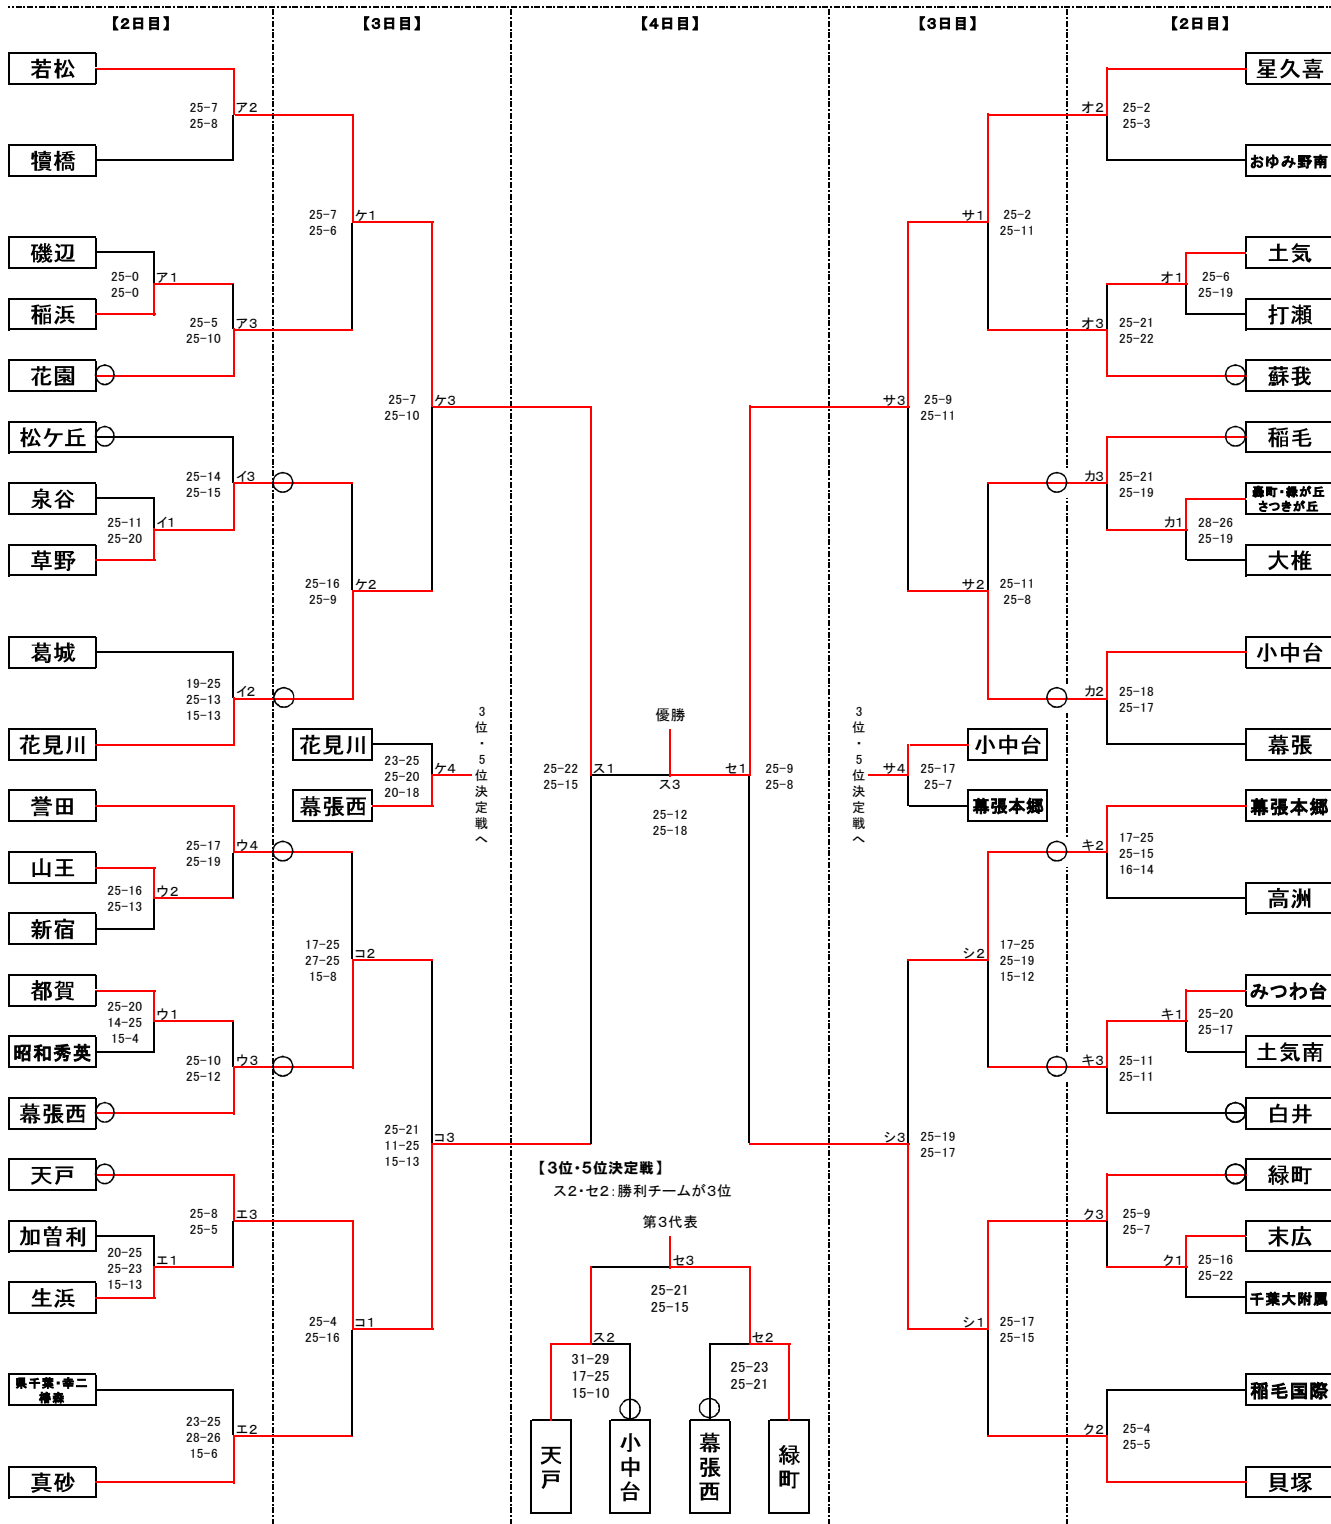 【2日目】
【3日目】
【4日目】
【3日目】
【2日目】
若松
25-7
25-8
ア2
犢橋
磯辺
25-0
25-0
ア1
稲浜
25-5
25-10
ア3
花園
25-7
25-6
ケ1
松ケ丘
25-14
25-15
イ3
泉谷
25-11
25-20
イ1
草野
25-7
25-10
ケ3
25-16
25-9
ケ2
葛城
19-25
25-13
15-13
イ2
花見川
花見川
23-25
25-20
20-18
ケ4
幕張西
3位・5位決定戦へ
誉田
25-17
25-19
ウ4
山王
25-16
25-13
ウ2
新宿
17-25
27-25
15-8
コ2
都賀
25-20
14-25
15-4
ウ1
昭和秀英
25-10
25-12
ウ3
幕張西
25-21
11-25
15-13
コ3
天戸
25-8
25-5
エ3
加曽利
20-25
25-23
15-13
エ1
生浜
25-4
25-16
コ1
県千葉・幸二
椿森
23-25
28-26
15-6
エ2
真砂
優勝
25-22
25-15
ス1
ス3
25-12
25-18
セ1
25-9
25-8
【3位・5位決定戦】
ス2・セ2:勝利チームが3位
第3代表
セ3
25-21
25-15
ス2
31-29
17-25
15-10
セ2
25-23
25-21
天戸
小中台
幕張西
緑町
星久喜
オ2
25-2
25-3
おゆみ野南
サ1
25-2
25-11
土気
オ1
25-6
25-19
打瀬
オ3
25-21
25-22
蘇我
サ3
25-9
25-11
稲毛
カ3
25-21
25-19
轟町・緑が丘
さつきが丘
カ1
28-26
25-19
大椎
サ2
25-11
25-8
小中台
カ2
25-18
25-17
幕張
3位・5位決定戦へ
小中台
サ4
25-17
25-7
幕張本郷
幕張本郷
キ2
17-25
25-15
16-14
高洲
シ2
17-25
25-19
15-12
みつわ台
キ1
25-20
25-17
土気南
キ3
25-11
25-11
白井
シ3
25-19
25-17
緑町
ク3
25-9
25-7
末広
ク1
25-16
25-22
千葉大附属
シ1
25-17
25-15
稲毛国際
ク2
25-4
25-5
貝塚